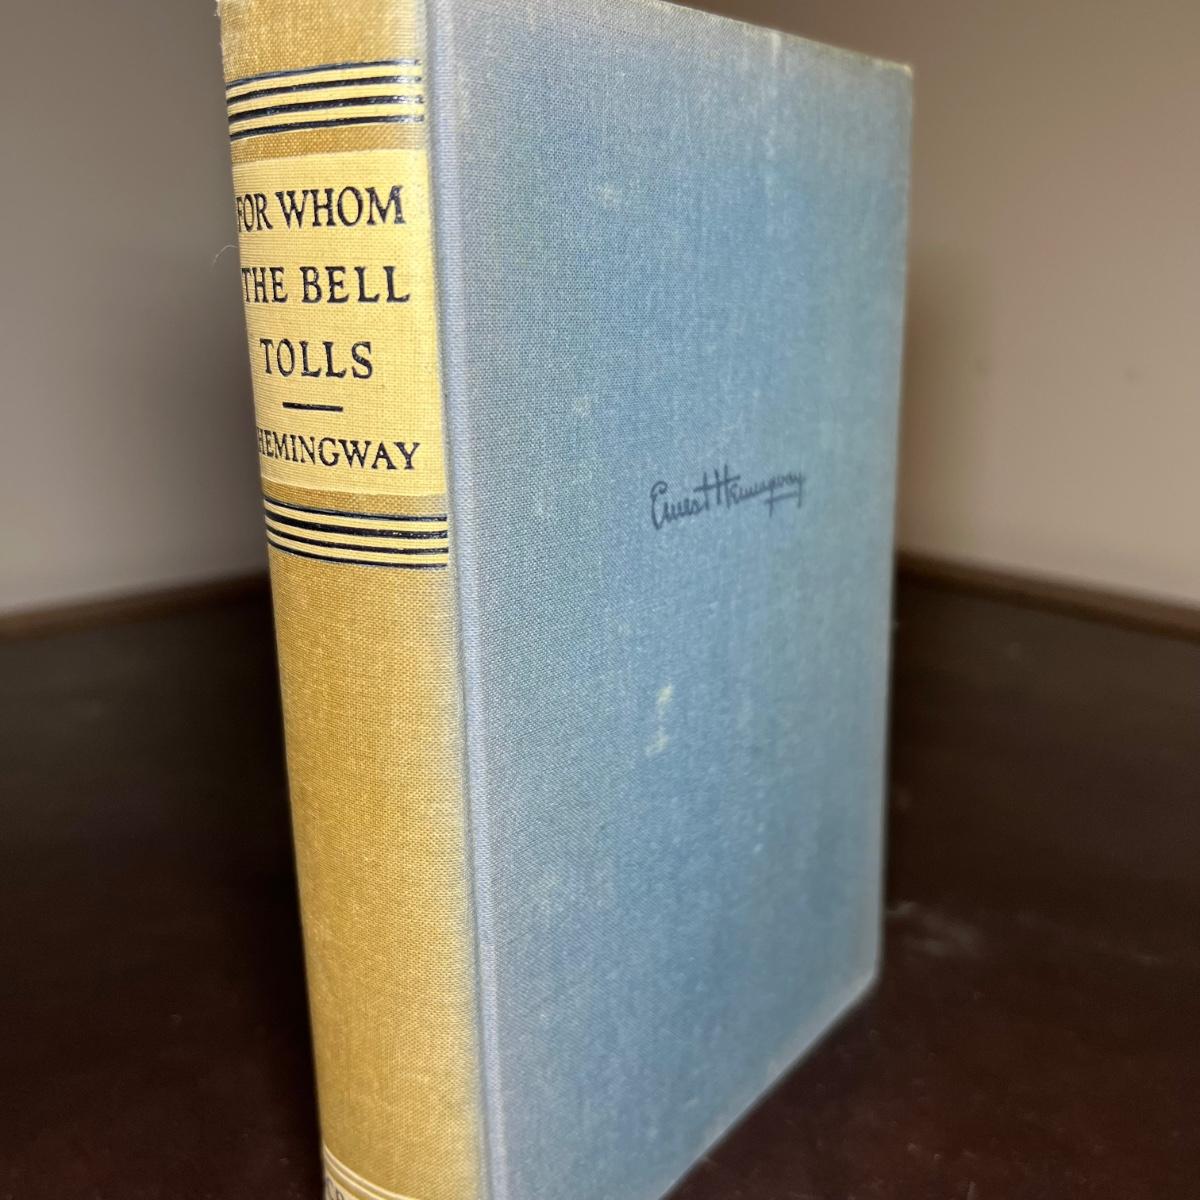 FOR WHOM
THE BELL
TOLLS
HEMINGWAY
Ernest Hemingway